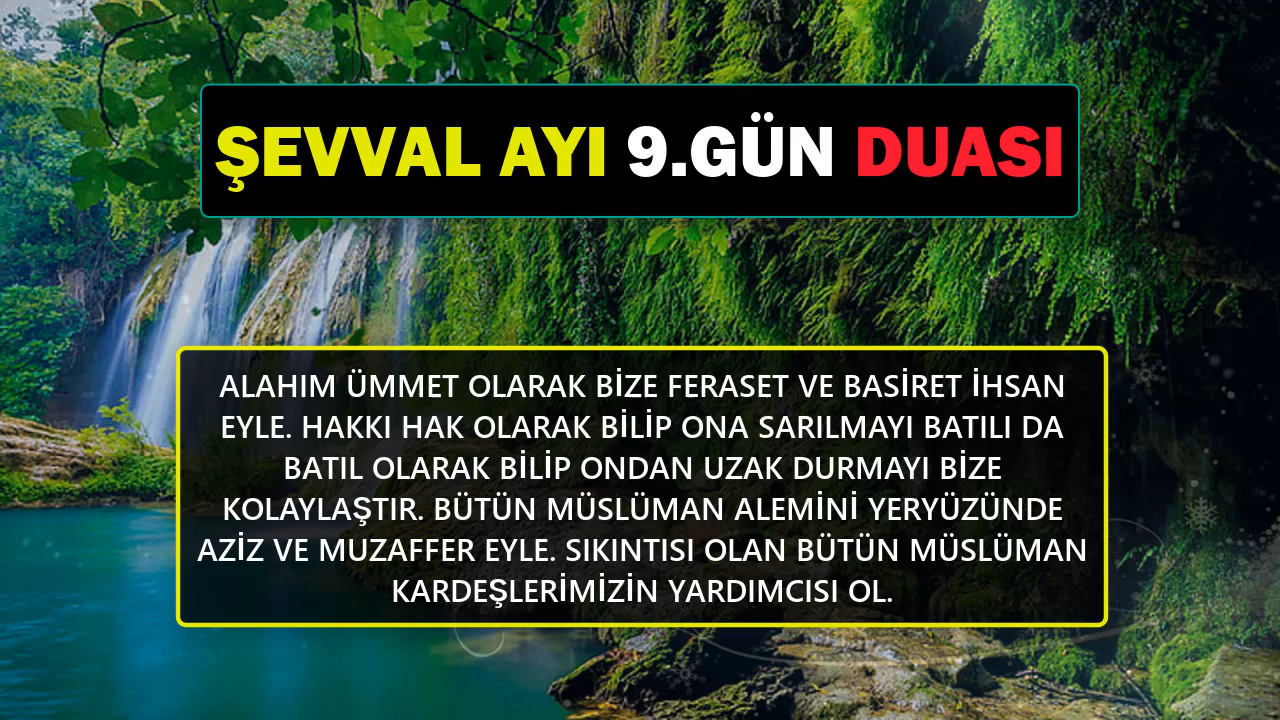 ŞEVVAL AYI 9.GÜN DUASI
ALAHIM ÜMMET OLARAK BİZE FERASET VE BASİRET İHSAN
EYLE. HAKKI HAK OLARAK BİLİP ONA SARILMAYI BATILI DA
BATIL OLARAK BİLİP ONDAN UZAK DURMAYI BİZE
KOLAYLAŞTIR. BÜTÜN MÜSLÜMAN ALEMİNİ YERYÜZÜNDE
AZİZ VE MUZAFFER EYLE. SIKINTISI OLAN BÜTÜN MÜSLÜMAN
KARDEŞLERİMİZİN YARDIMCISI OL.